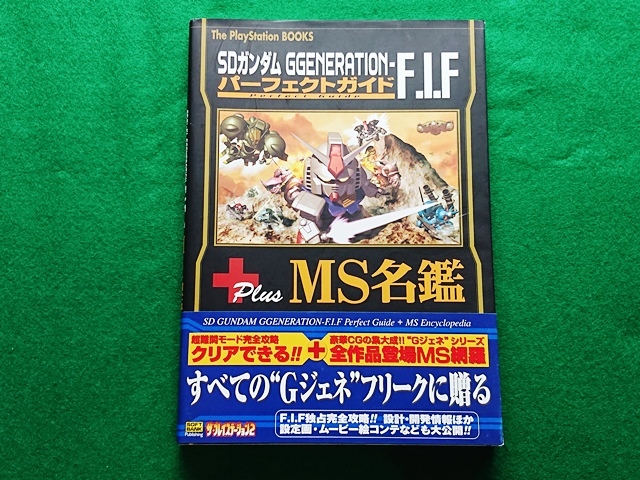 The PlayStation BOOKS
SDガンダム GGENERATION-F.I.F
パーフェクトガイド
Perfect Guide
Plus MS名鑑
SD GUNDAM GGENERATION-F.I.F Perfect Guide + MS Encyclopedia
超難関モード完全攻略
クリアできる!!
+
豪華CGの集大成!! "Gジェネ" シリーズ
全作品登場MS網羅
すべての"Gジェネ"フリークに贈る
F.I.F独占完全攻略!! 設計・開発情報ほか
設定画・ムービー絵コンテなども大公開!!
SOFT BANK Publishing
ザ・プレイステーション2